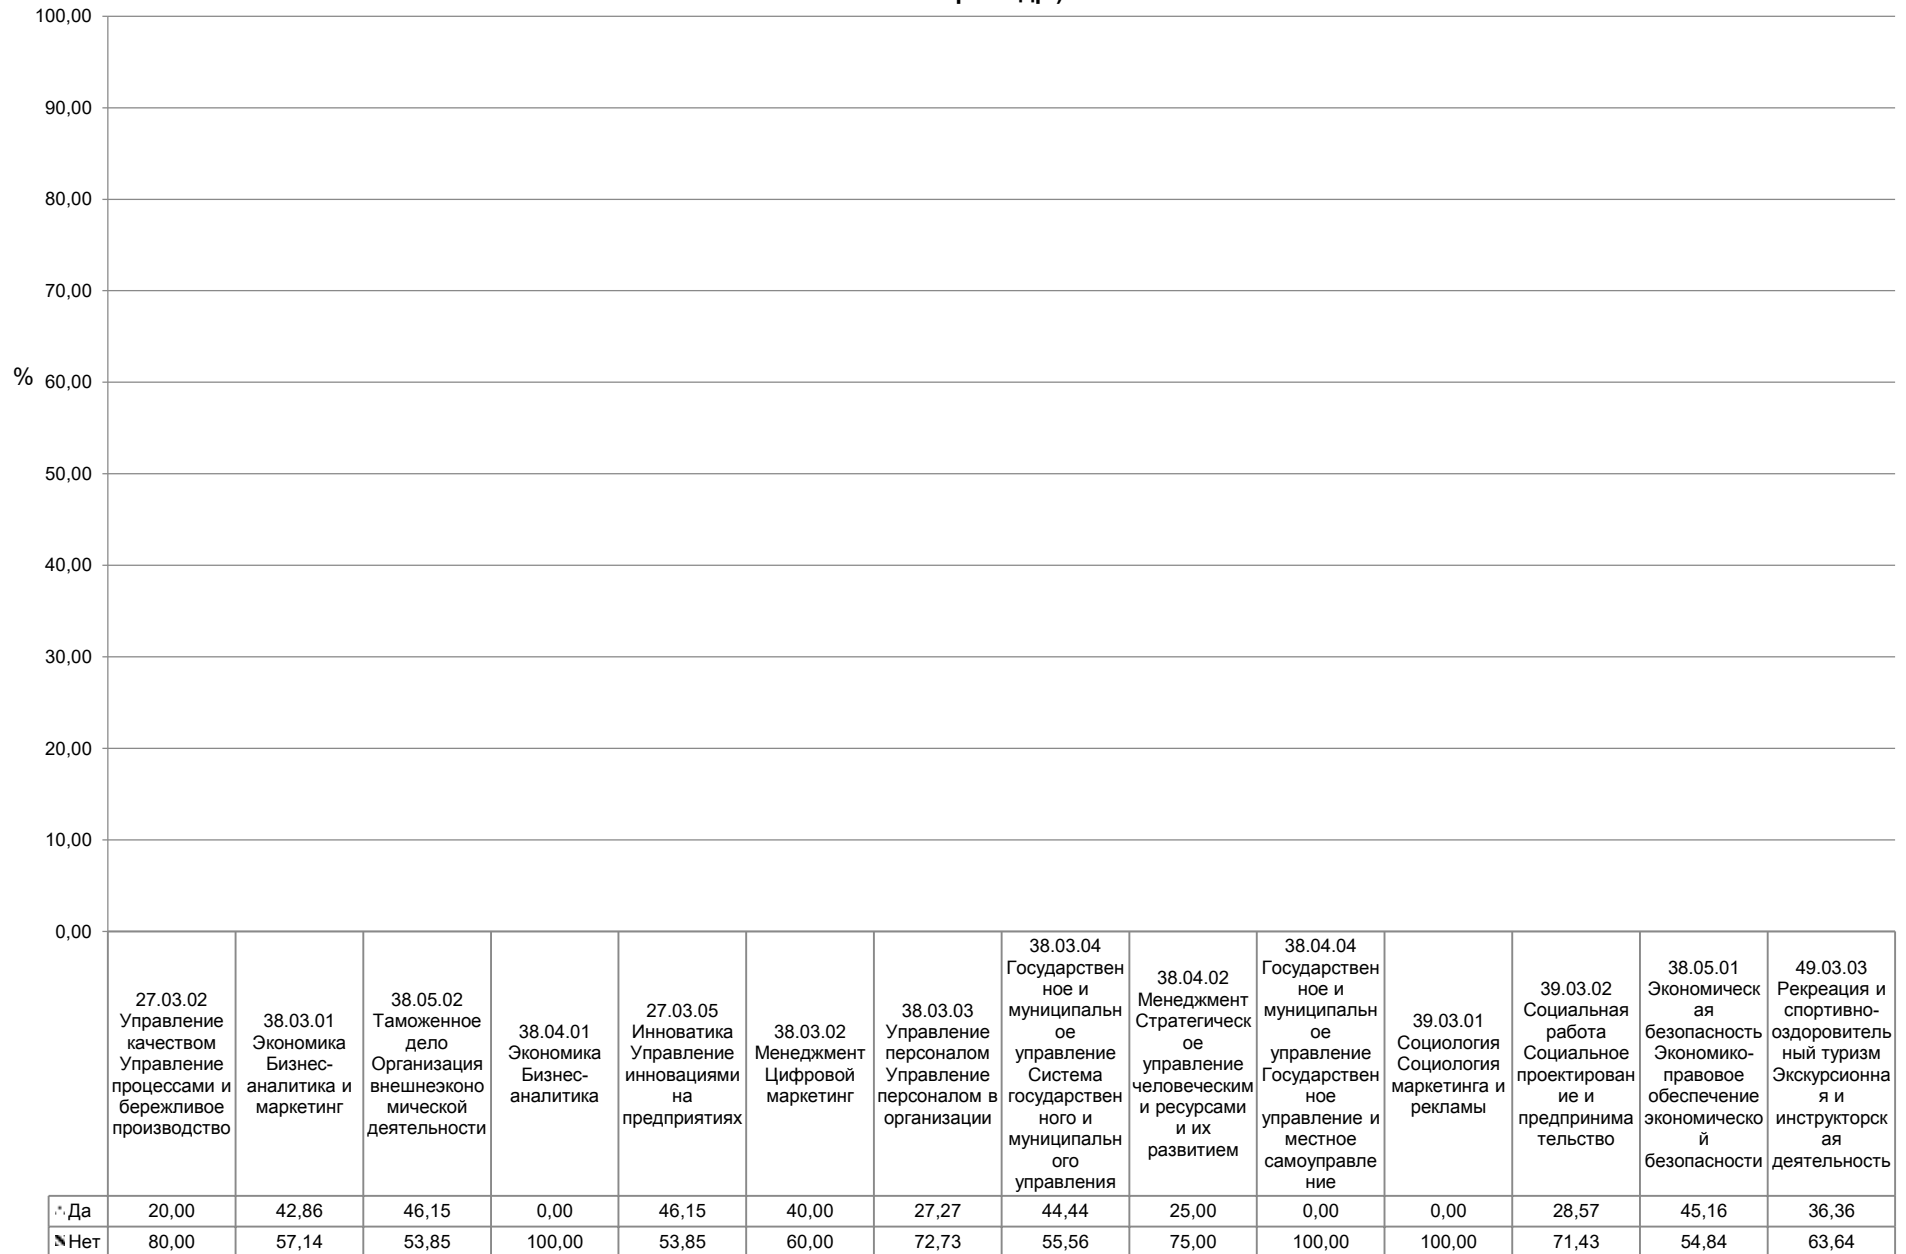 100,00
90,00
80,00
70,00
% 60,00
50,00
40,00
30,00
20,00
10,00
0,00
27.03.02
Управление
качеством
Управление
процессами и
бережливое
производство
38.03.01
Экономика
Бизнес-
аналитика и
маркетинг
38.05.02
Таможенное
дело
Организация
внешнеэконо
мической
деятельности
38.04.01
Экономика
Бизнес-
аналитика
27.03.05
Инноватика
Управление
инновациями
на
предприятиях
38.03.02
Менеджмент
Цифровой
маркетинг
38.03.03
Управление
персоналом
Управление
персоналом в
организации
38.03.04
Государствен
ное и
муниципальн
ое
управление
Система
государствен
ного и
муниципальн
ого
управления
38.04.02
Менеджмент
Стратегическ
ое
управление
человеческим
и ресурсами
и их
развитием
38.04.04
Государствен
ное и
муниципальн
ое
управление
Государствен
ное
управление и
местное
самоуправле
ние
39.03.01
Социология
Социология
маркетинга и
рекламы
39.03.02
Социальная
работа
Социальное
проектирован
ие и
предпринима
тельство
38.05.01
Экономическ
ая
безопасность
Экономико-
правовое
обеспечение
экономическо
й
безопасности
49.03.03
Рекреация и
спортивно-
оздоровитель
ный туризм
Экскурсионна
я и
инструкторск
ая
деятельность
Да 20,00 42,86 46,15 0,00 46,15 40,00 27,27 44,44 25,00 0,00 0,00 28,57 45,16 36,36
Нет 80,00 57,14 53,85 100,00 53,85 60,00 72,73 55,56 75,00 100,00 100,00 71,43 54,84 63,64